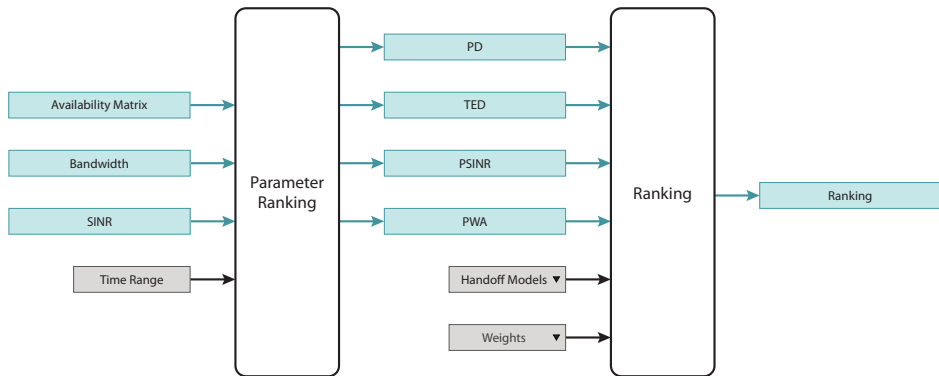 PD
Availability Matrix
TED
Bandwidth
PSINR
Parameter
Ranking
Ranking
Ranking
SINR
PWA
Time Range
Handoff Models
Weights